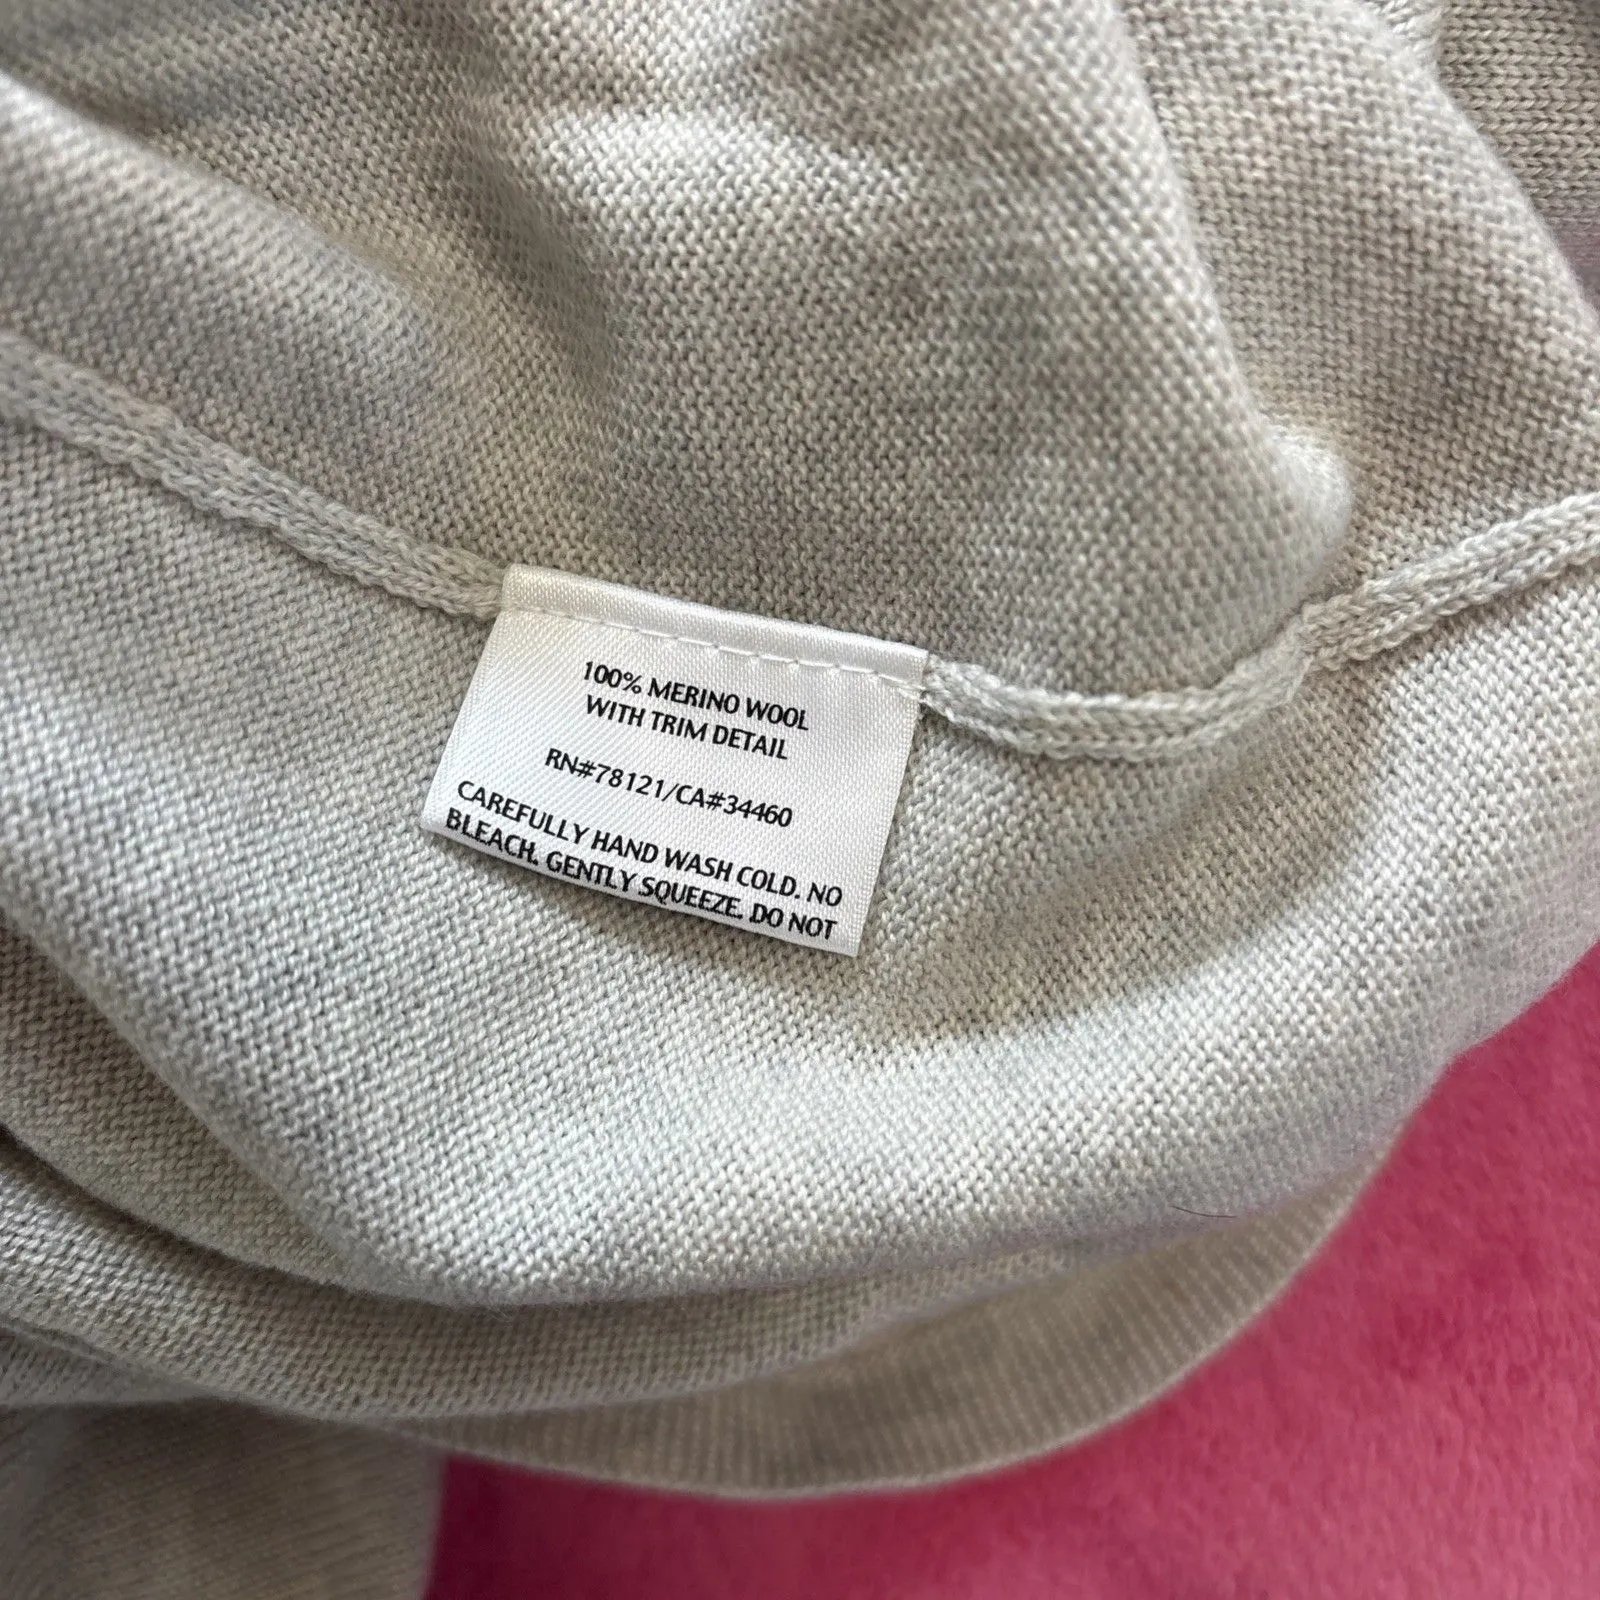 100% MERINO WOOL
WITH TRIM DETAIL
RN#78121/CA#34460
CAREFULLY HAND WASH COLD. NO
BLEACH. GENTLY SQUEEZE. DO NOT